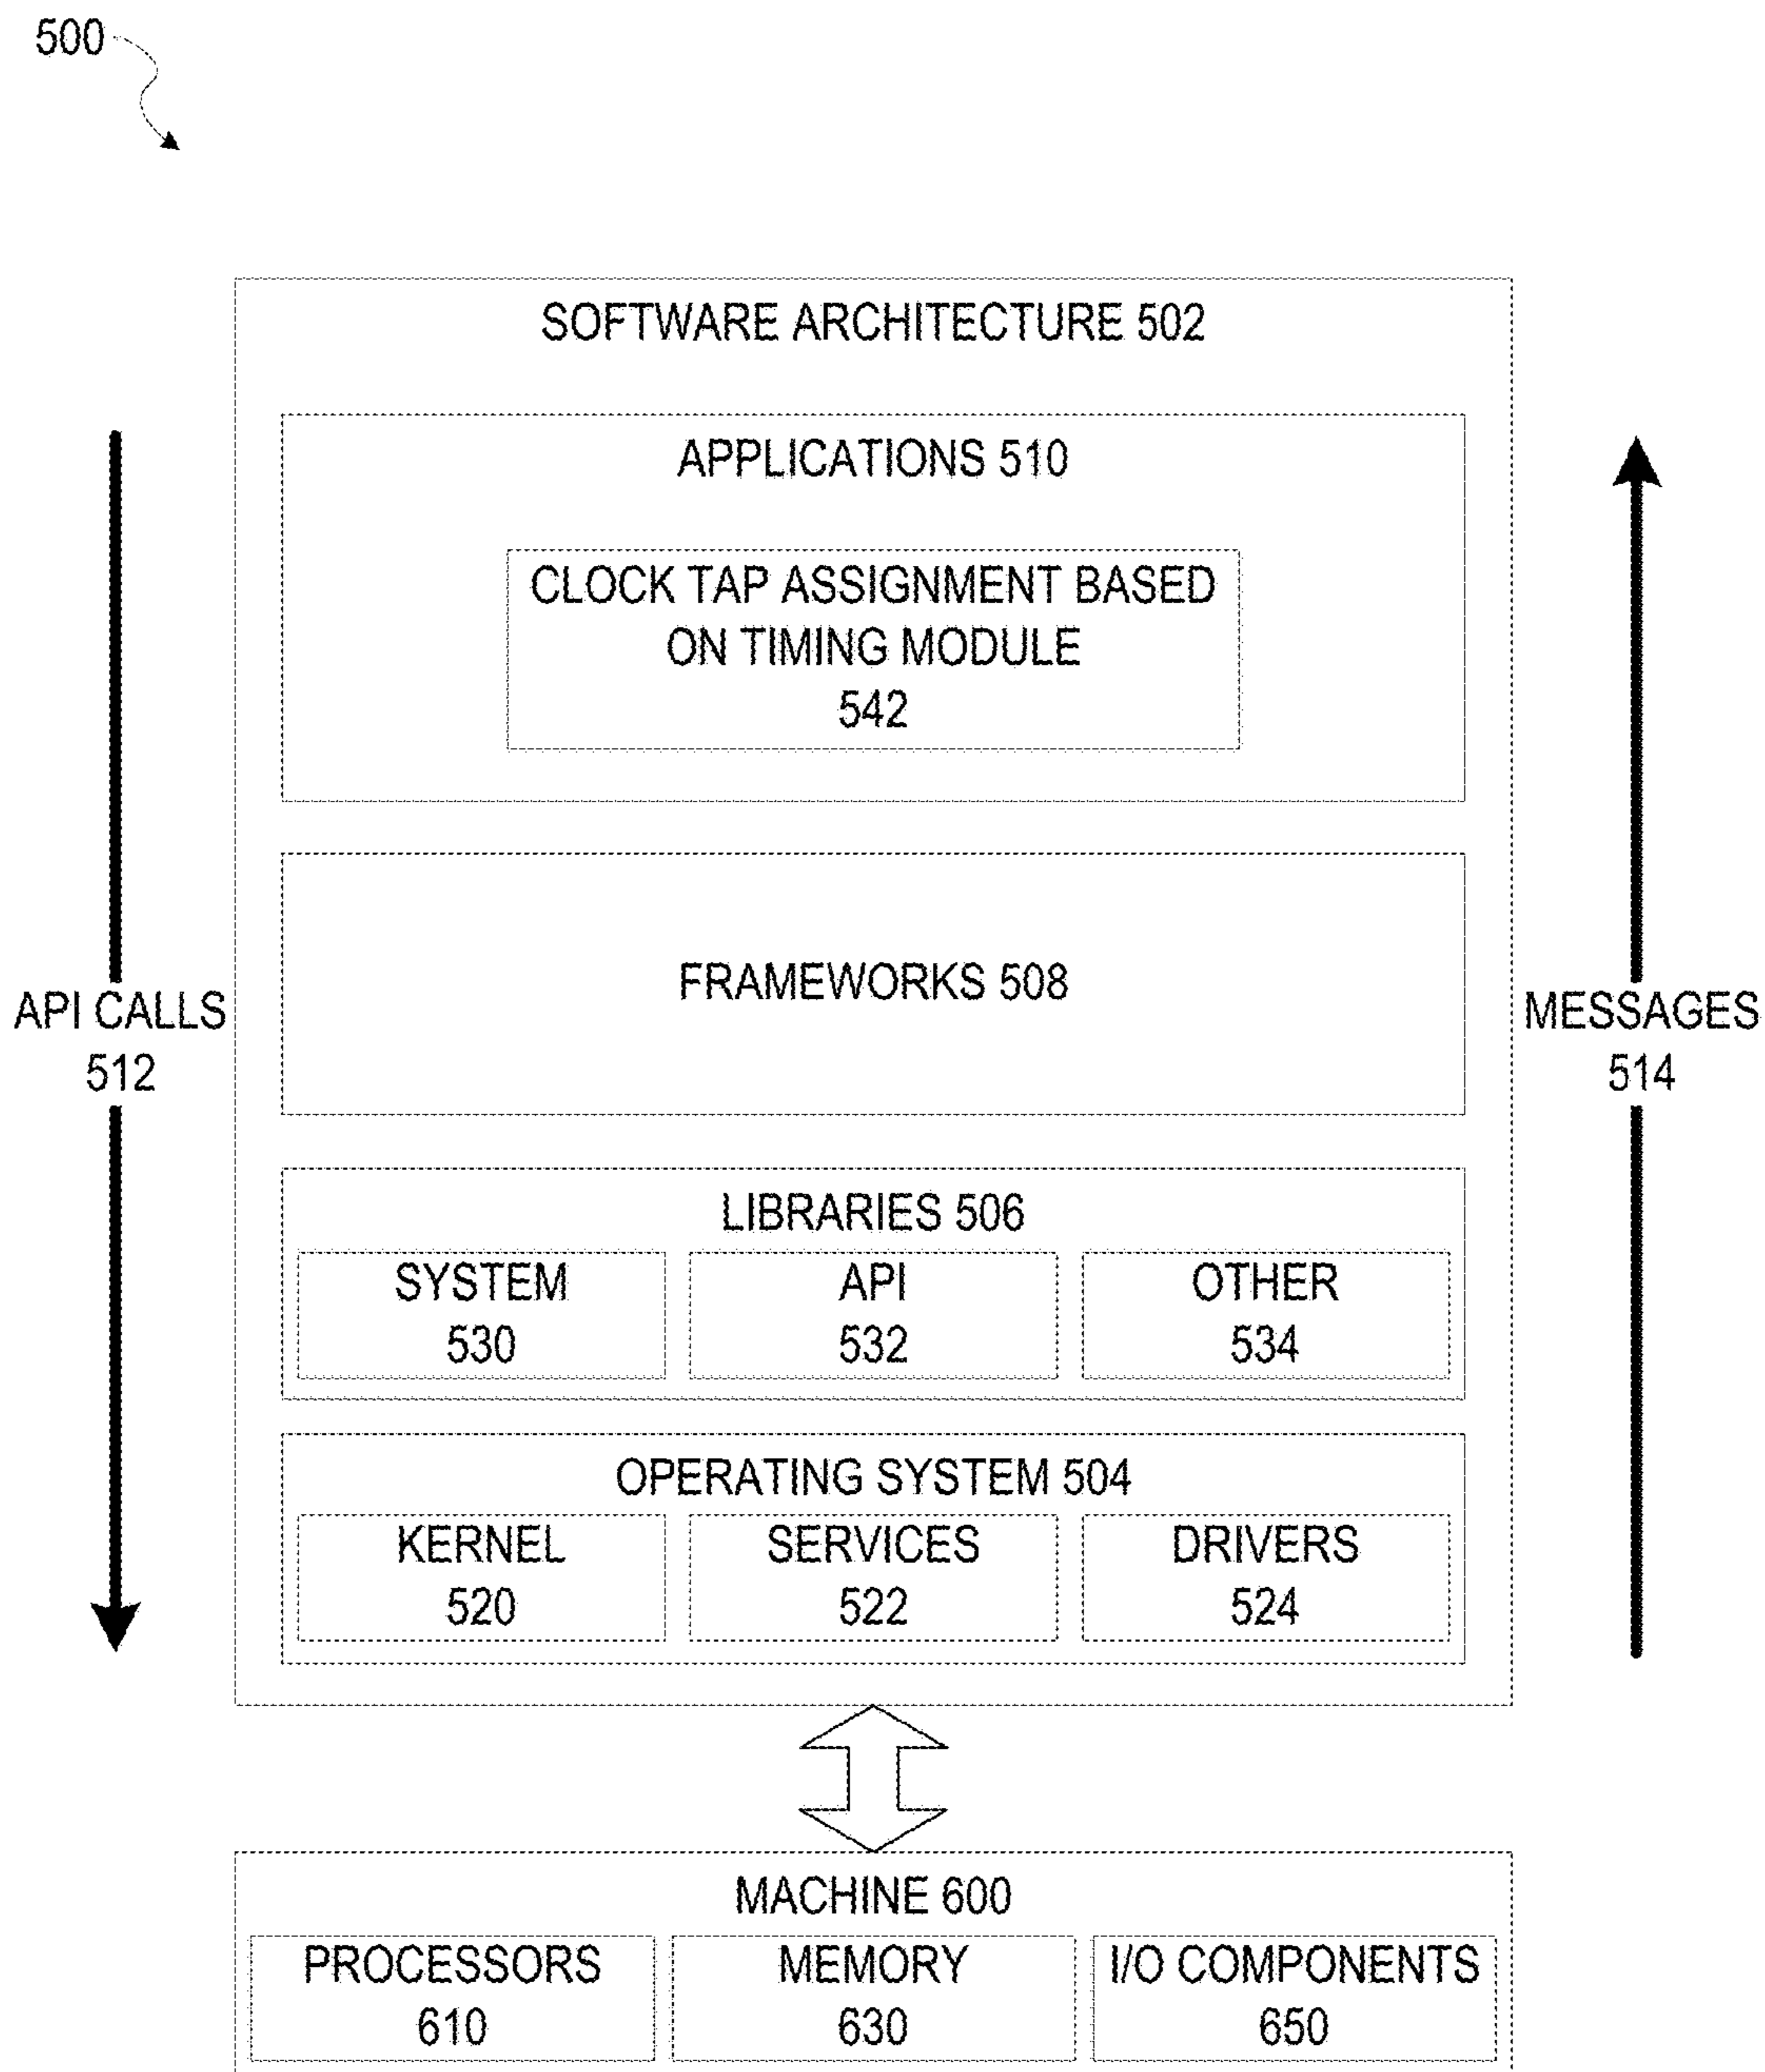 500
SOFTWARE ARCHITECTURE 502
APPLICATIONS 510
CLOCK TAP ASSIGNMENT BASED
ON TIMING MODULE
542
FRAMEWORKS 508
API CALLS
512
MESSAGES
514
LIBRARIES 506
SYSTEM
530
API
532
OTHER
534
OPERATING SYSTEM 504
KERNEL
520
SERVICES
522
DRIVERS
524
MACHINE 600
PROCESSORS
610
MEMORY
630
I/O COMPONENTS
650